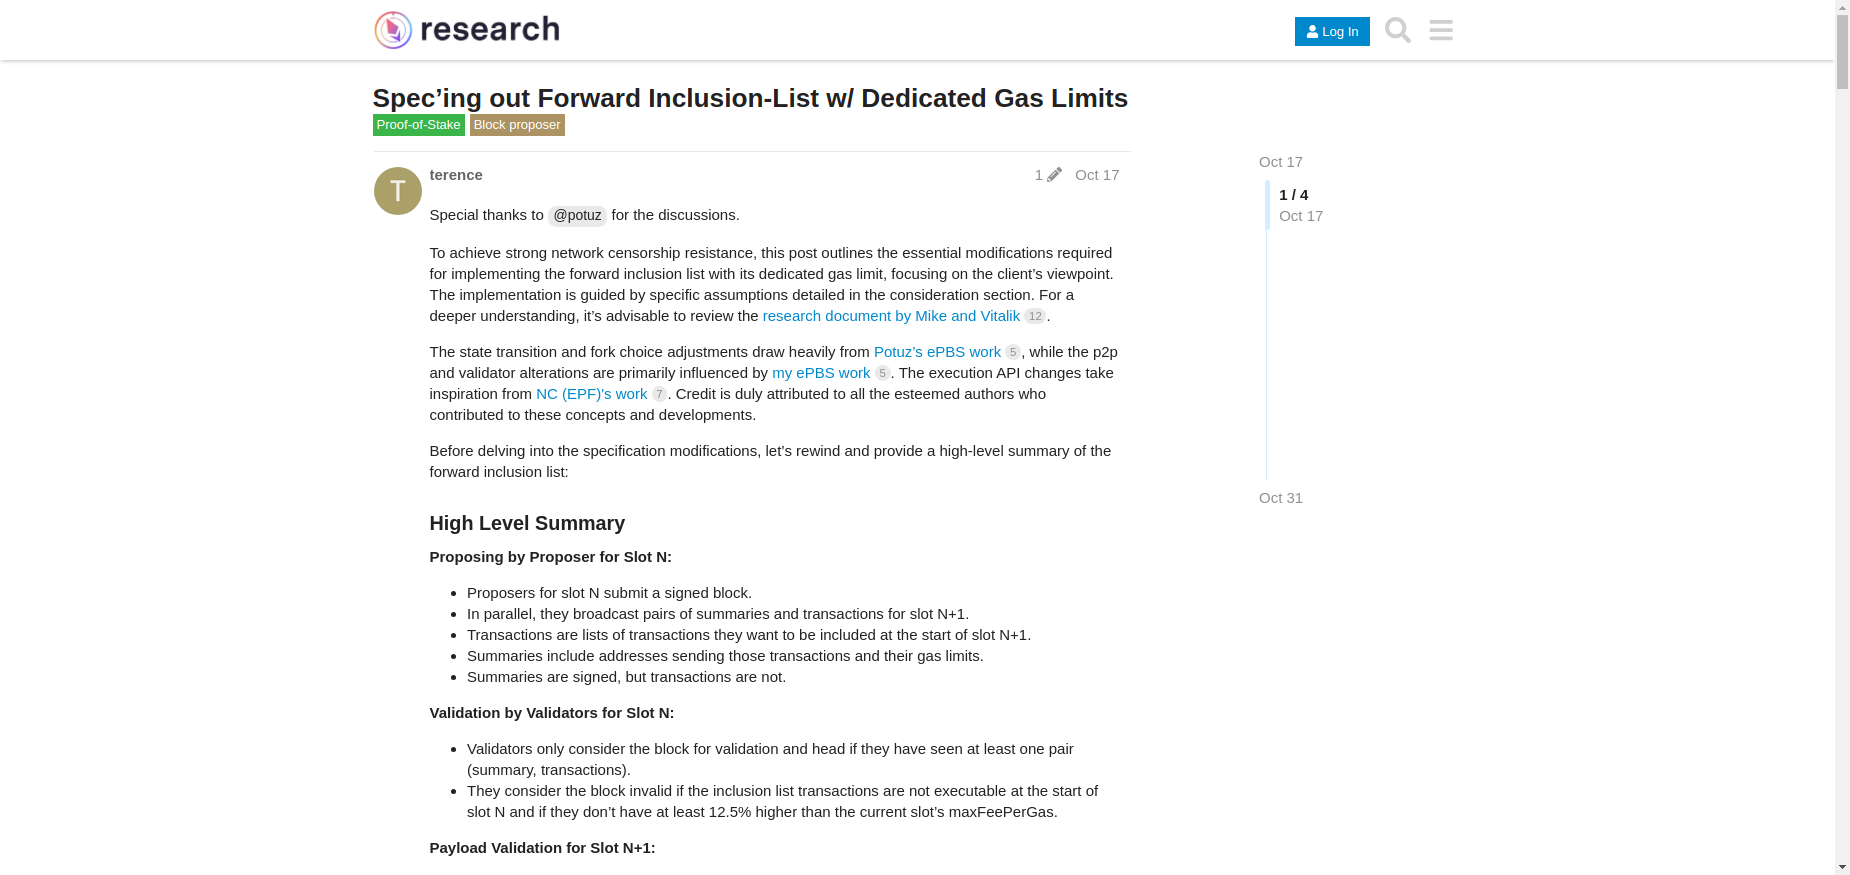 research
Log In
Spec’ing out Forward Inclusion-List w/ Dedicated Gas Limits
Proof-of-Stake Block proposer
T
terence
1 Oct 17
Special thanks to @potuz for the discussions.
To achieve strong network censorship resistance, this post outlines the essential modifications required
for implementing the forward inclusion list with its dedicated gas limit, focusing on the client’s viewpoint.
The implementation is guided by specific assumptions detailed in the consideration section. For a
deeper understanding, it’s advisable to review the research document by Mike and Vitalik 12.
The state transition and fork choice adjustments draw heavily from Potuz’s ePBS work 5, while the p2p
and validator alterations are primarily influenced by my ePBS work 5. The execution API changes take
inspiration from NC (EPF)'s work 7. Credit is duly attributed to all the esteemed authors who
contributed to these concepts and developments.
Before delving into the specification modifications, let’s rewind and provide a high-level summary of the
forward inclusion list:
High Level Summary
Proposing by Proposer for Slot N:
• Proposers for slot N submit a signed block.
• In parallel, they broadcast pairs of summaries and transactions for slot N+1.
• Transactions are lists of transactions they want to be included at the start of slot N+1.
• Summaries include addresses sending those transactions and their gas limits.
• Summaries are signed, but transactions are not.
Validation by Validators for Slot N:
• Validators only consider the block for validation and head if they have seen at least one pair
(summary, transactions).
• They consider the block invalid if the inclusion list transactions are not executable at the start of
slot N and if they don’t have at least 12.5% higher than the current slot’s maxFeePerGas.
Payload Validation for Slot N+1:
Oct 17
1 / 4
Oct 17
Oct 31